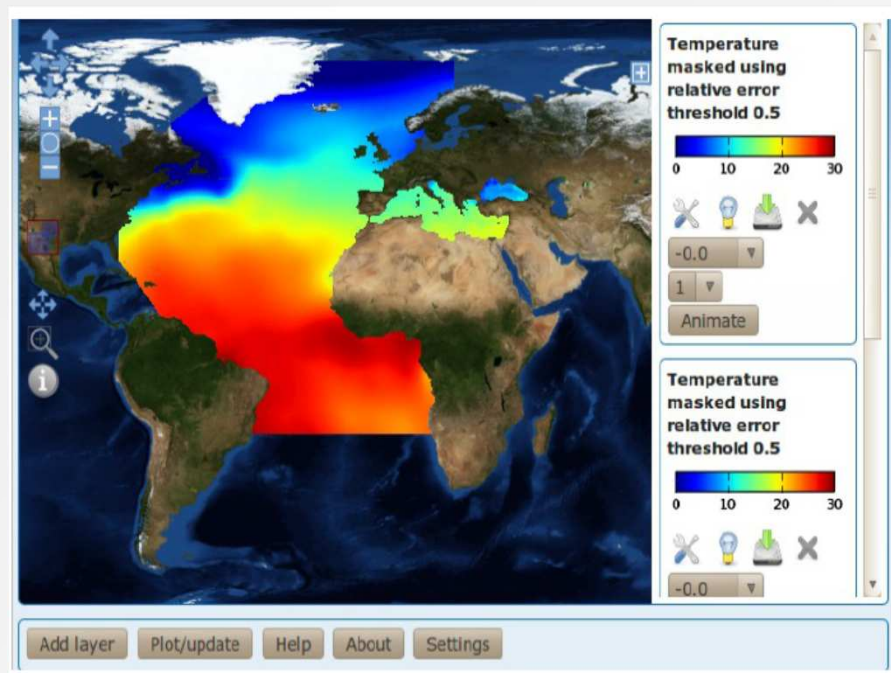 Temperature
masked using
relative error
threshold 0.5
0 10 20 30
-0.0
1
Animate
Temperature
masked using
relative error
threshold 0.5
0 10 20 30
-0.0
Add layer Plot/update Help About Settings